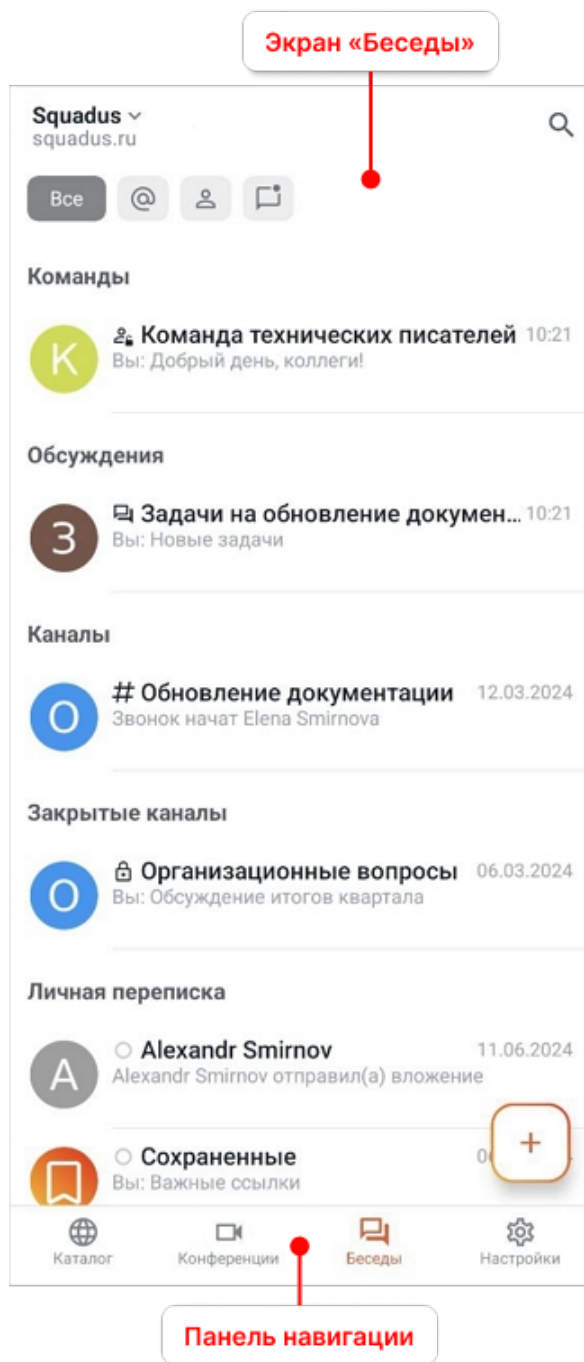 Экран «Беседы»
Squadus
squadus.ru
Все
Команды
К
Команда технических писателей 10:21
Вы: Добрый день, коллеги!
Обсуждения
З
Задачи на обновление докумен... 10:21
Вы: Новые задачи
Каналы
О
# Обновление документации 12.03.2024
Звонок начат Elena Smirnova
Закрытые каналы
О
Организационные вопросы 06.03.2024
Вы: Обсуждение итогов квартала
Личная переписка
A
Alexandr Smirnov 11.06.2024
Alexandr Smirnov отправил(а) вложение
Сохраненные
Вы: Важные ссылки
Каталог Конференции Беседы Настройки
Панель навигации